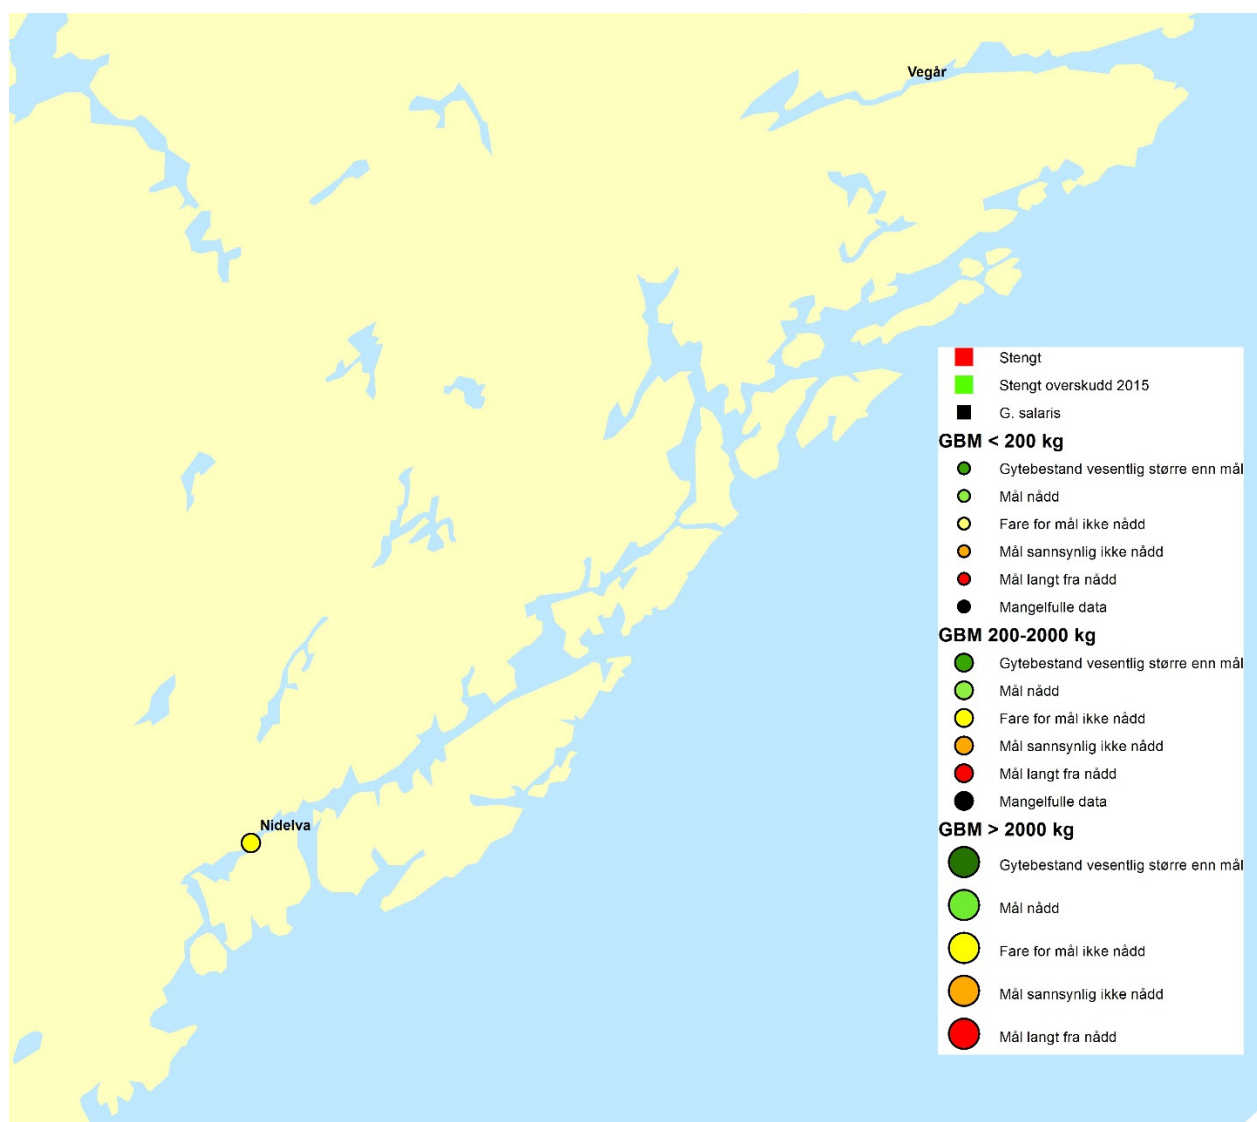 Vegår
Stengt
Stengt overskudd 2015
G. salaris
GBM < 200 kg
Gytebestand vesentlig større enn mål
Mål nådd
Fare for mål ikke nådd
Mål sannsynlig ikke nådd
Mål langt fra nådd
Mangelfulle data
GBM 200-2000 kg
Gytebestand vesentlig større enn mål
Mål nådd
Fare for mål ikke nådd
Mål sannsynlig ikke nådd
Mål langt fra nådd
Mangelfulle data
GBM > 2000 kg
Gytebestand vesentlig større enn mål
Mål nådd
Fare for mål ikke nådd
Mål sannsynlig ikke nådd
Mål langt fra nådd
Nidelva